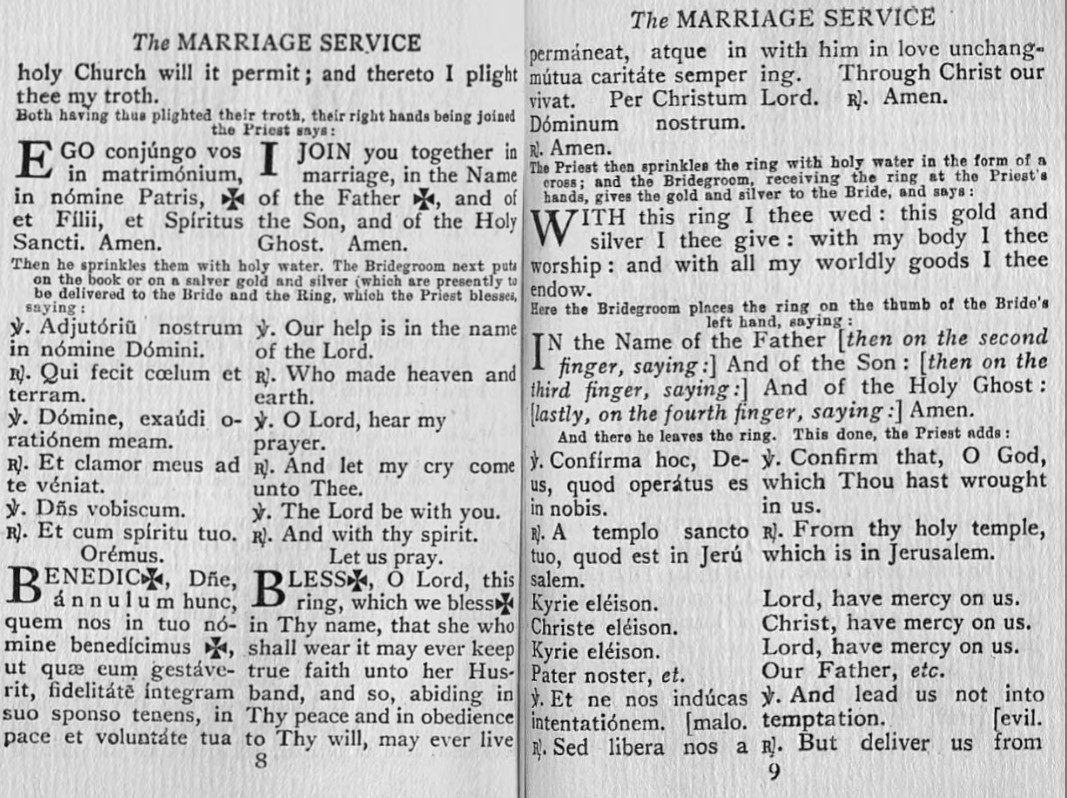 The MARRIAGE SERVICE
holy Church will it permit; and thereto I plight
thee my troth.
Both having thus plighted their troth, their right hands being joined
the Priest says:
EGO conjúngo vos
in matrimónium,
in nómine Patris, ✠
et Fílii, et Spíritus
Sancti. Amen.
I JOIN you together in
marriage, in the Name
of the Father ✠, and of
the Son, and of the Holy
Ghost. Amen.
Then he sprinkles them with holy water. The Bridegroom next puts
on the book or on a salver gold and silver (which are presently to
be delivered to the Bride and the Ring, which the Priest blesses,
saying:
℣. Adjutóriū nostrum
in nómine Dómini.
℟. Qui fecit cœlum et
terram.
℣. Dómine, exaúdi o-
ratiónem meam.
℟. Et clamor meus ad
te véniat.
℣. Dñs vobiscum.
℟. Et cum spíritu tuo.
Orémus.
BENEDIC✠, Dñe,
ánnulum hunc,
quem nos in tuo nó-
mine benedícimus ✠,
ut quæ eum gestáve-
rit, fidelitátē íntegram
suo sponso tenens, in
pace et voluntáte tua
℣. Our help is in the name
of the Lord.
℟. Who made heaven and
earth.
℣. O Lord, hear my
prayer.
℟. And let my cry come
unto Thee.
℣. The Lord be with you.
℟. And with thy spirit.
Let us pray.
BLESS✠, O Lord, this
ring, which we bless✠
in Thy name, that she who
shall wear it may ever keep
true faith unto her Hus-
band, and so, abiding in
Thy peace and in obedience
to Thy will, may ever live
8
The MARRIAGE SERVICE
permáneat, atque in
mútua caritáte semper
vivat. Per Christum
Dóminum nostrum.
℟. Amen.
with him in love unchang-
ing. Through Christ our
Lord. ℟. Amen.
The Priest then sprinkles the ring with holy water in the form of a
cross; and the Bridegroom, receiving the ring at the Priest's
hands, gives the gold and silver to the Bride, and says:
WITH this ring I thee wed: this gold and
silver I thee give: with my body I thee
worship: and with all my worldly goods I thee
endow.
Here the Bridegroom places the ring on the thumb of the Bride's
left hand, saying:
IN the Name of the Father [then on the second
finger, saying:] And of the Son: [then on the
third finger, saying:] And of the Holy Ghost:
[lastly, on the fourth finger, saying:] Amen.
And there he leaves the ring. This done, the Priest adds:
℣. Confírma hoc, De-
us, quod operátus es
in nobis.
℟. A templo sancto
tuo, quod est in Jerú
salem.
Kyrie eléison.
Christe eléison.
Kyrie eléison.
Pater noster, et.
℣. Et ne nos indúcas
intentatiónem. [malo.
℟. Sed libera nos a
℣. Confirm that, O God,
which Thou hast wrought
in us.
℟. From thy holy temple,
which is in Jerusalem.
Lord, have mercy on us.
Christ, have mercy on us.
Lord, have mercy on us.
Our Father, etc.
℣. And lead us not into
temptation. [evil.
℟. But deliver us from
9